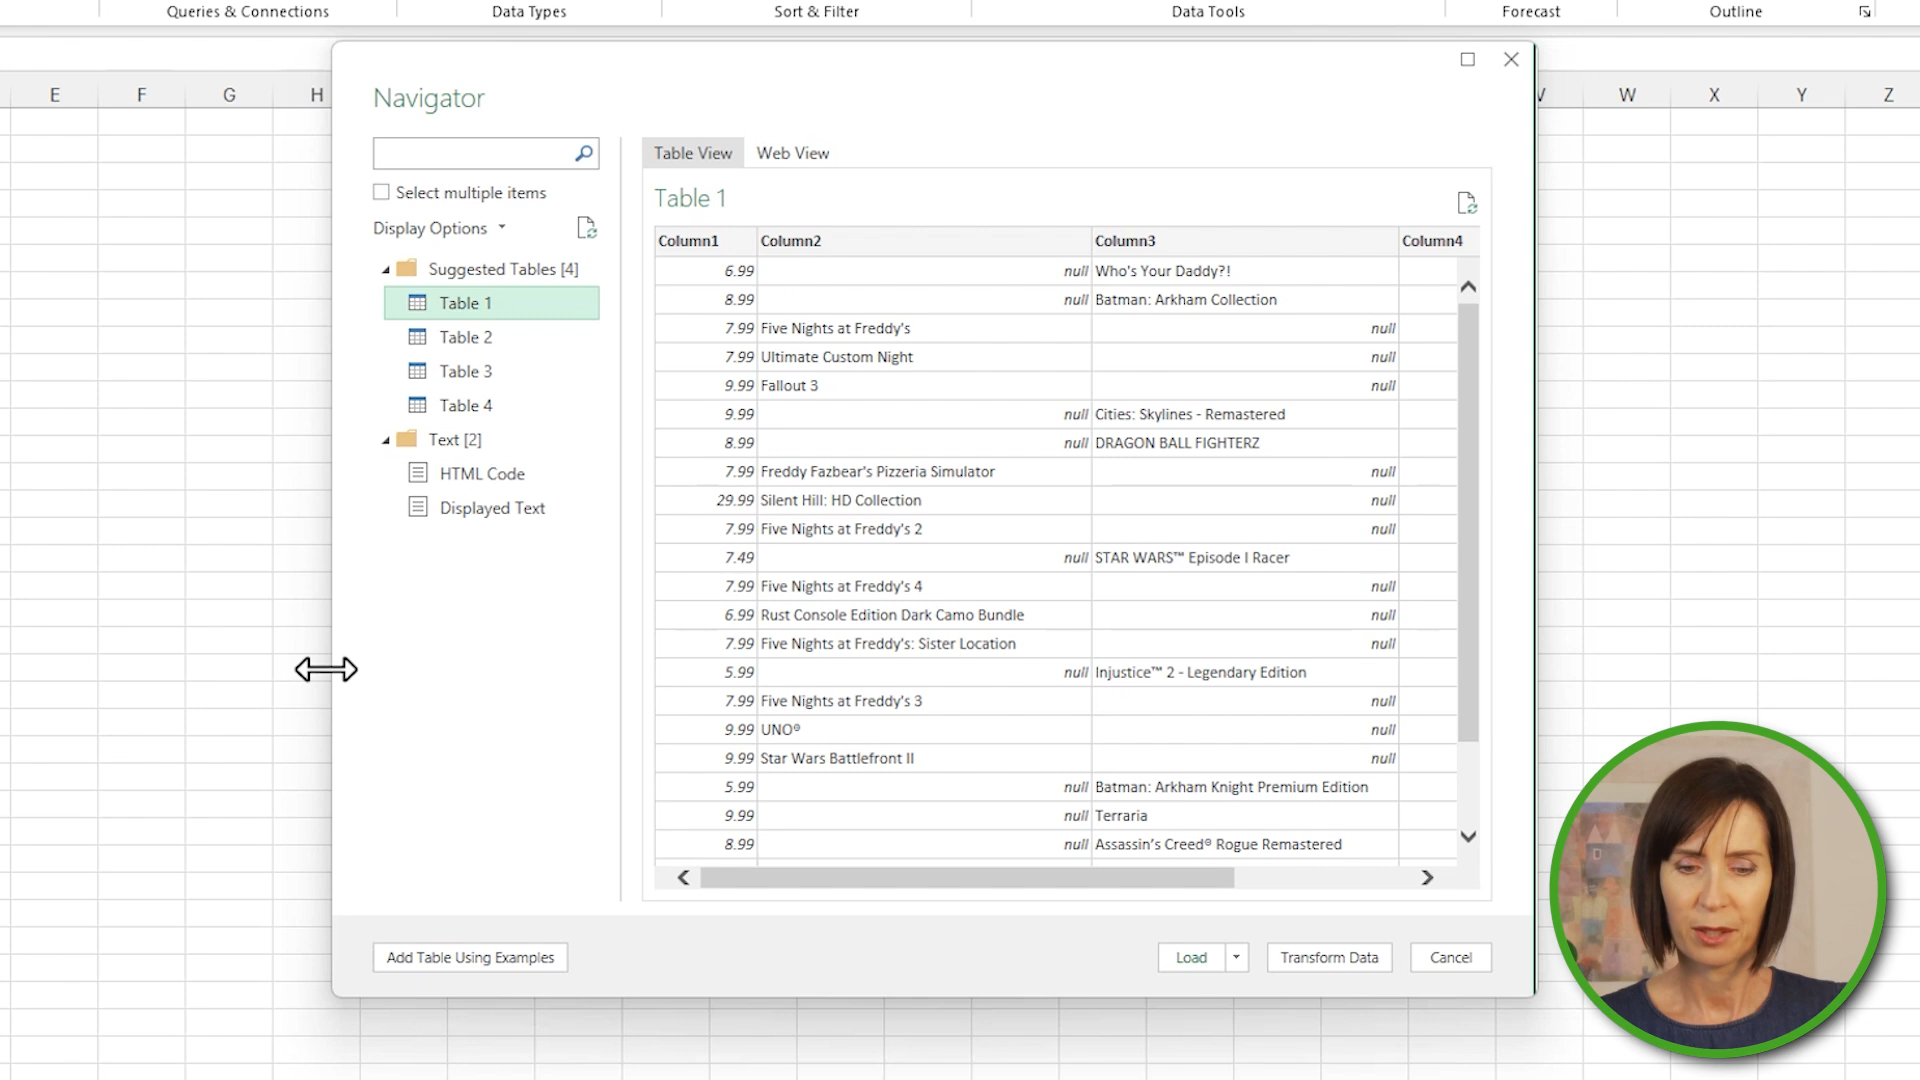 Queries & Connections Data Types Sort & Filter Data Tools Forecast Outline
E F G H W X Y Z
Navigator
Select multiple items
Display Options
Suggested Tables [4]
Table 1
Table 2
Table 3
Table 4
Text [2]
HTML Code
Displayed Text
Table View Web View
Table 1
Column1 Column2 Column3 Column4
6.99 null Who's Your Daddy?!
8.99 null Batman: Arkham Collection
7.99 Five Nights at Freddy's null
7.99 Ultimate Custom Night null
9.99 Fallout 3 null
9.99 null Cities: Skylines - Remastered
8.99 null DRAGON BALL FIGHTERZ
7.99 Freddy Fazbear's Pizzeria Simulator null
29.99 Silent Hill: HD Collection null
7.99 Five Nights at Freddy's 2 null
7.49 null STAR WARS™ Episode I Racer
7.99 Five Nights at Freddy's 4 null
6.99 Rust Console Edition Dark Camo Bundle null
7.99 Five Nights at Freddy's: Sister Location null
5.99 null Injustice™ 2 - Legendary Edition
7.99 Five Nights at Freddy's 3 null
9.99 UNO® null
9.99 Star Wars Battlefront II null
5.99 null Batman: Arkham Knight Premium Edition
9.99 null Terraria
8.99 null Assassin's Creed® Rogue Remastered
Add Table Using Examples Load Transform Data Cancel